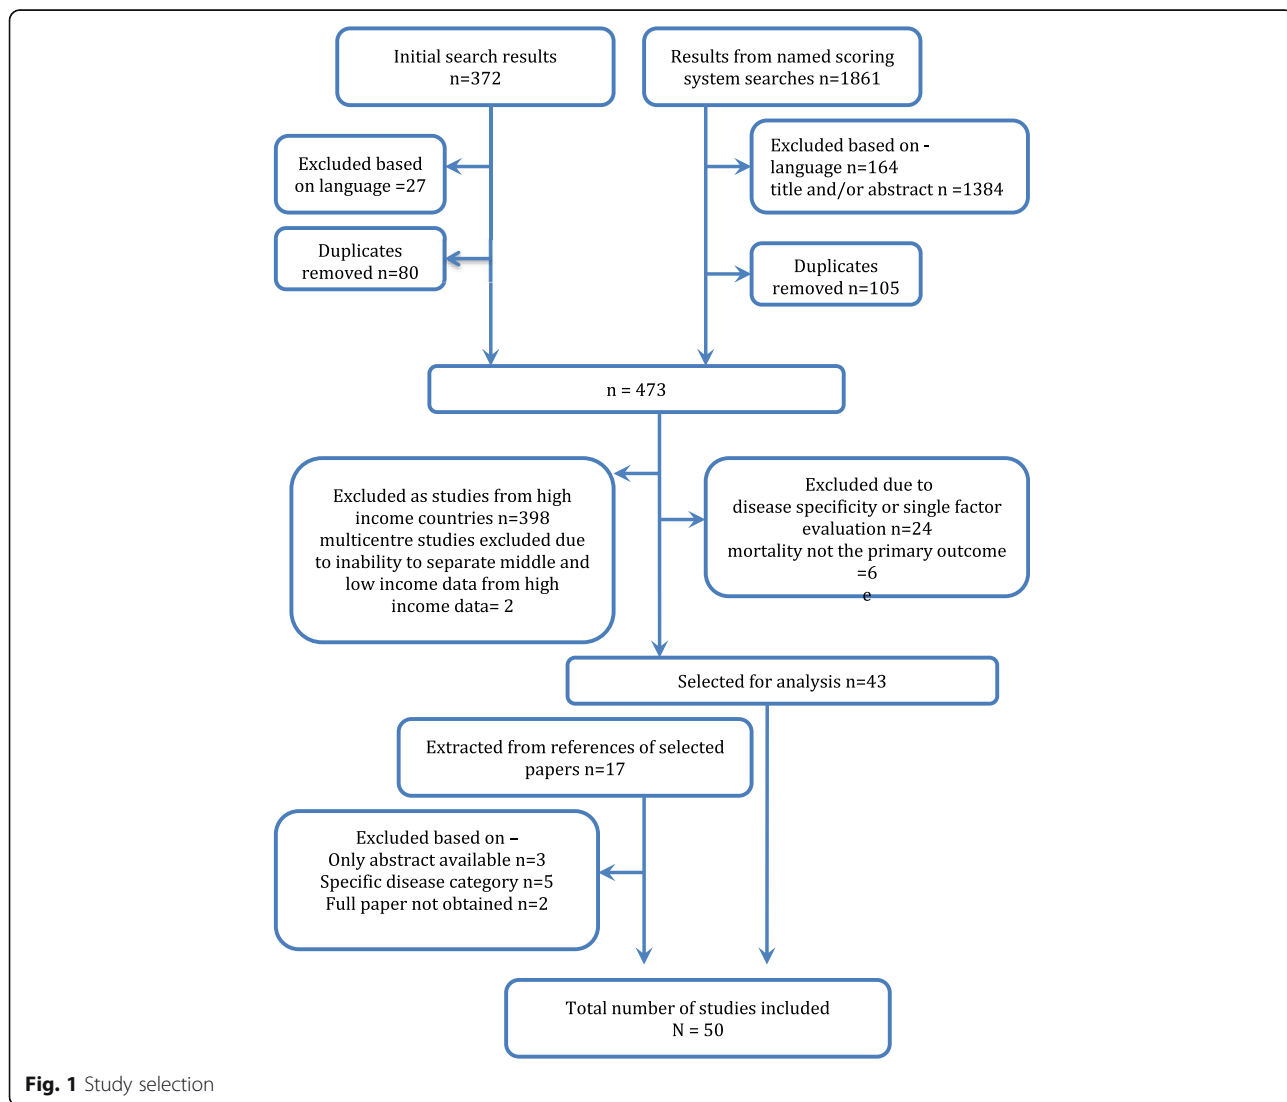 Initial search results
n=372
Results from named scoring
system searches n=1861
Excluded based
on language =27
Excluded based on -
language n=164
title and/or abstract n =1384
Duplicates
removed n=80
Duplicates
removed n=105
n = 473
Excluded as studies from high
income countries n=398
multicentre studies excluded due
to inability to separate middle and
low income data from high
income data= 2
Excluded due to
disease specificity or single factor
evaluation n=24
mortality not the primary outcome
=6
e
Selected for analysis n=43
Extracted from references of selected
papers n=17
Excluded based on –
Only abstract available n=3
Specific disease category n=5
Full paper not obtained n=2
Total number of studies included
N = 50
Fig. 1 Study selection